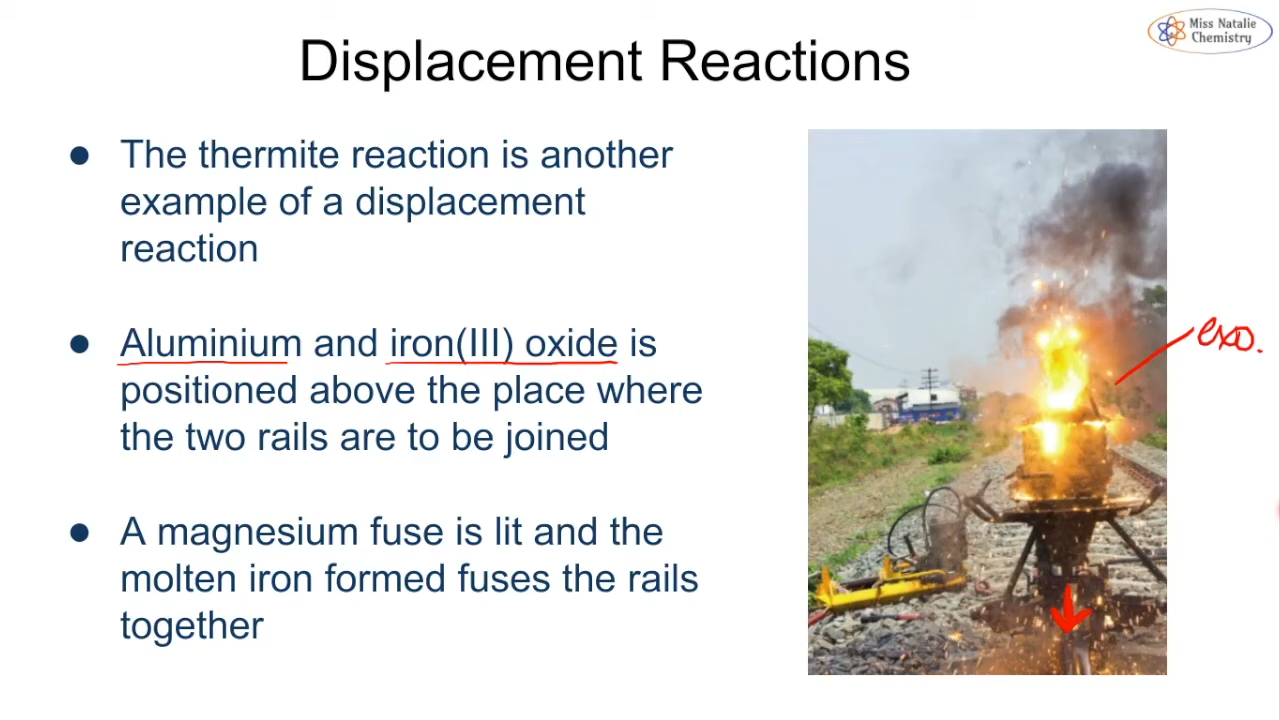 Miss Natalie
Chemistry
Displacement Reactions
● The thermite reaction is another
example of a displacement
reaction
● Aluminium and iron(III) oxide is
positioned above the place where
the two rails are to be joined
exo.
● A magnesium fuse is lit and the
molten iron formed fuses the rails
together